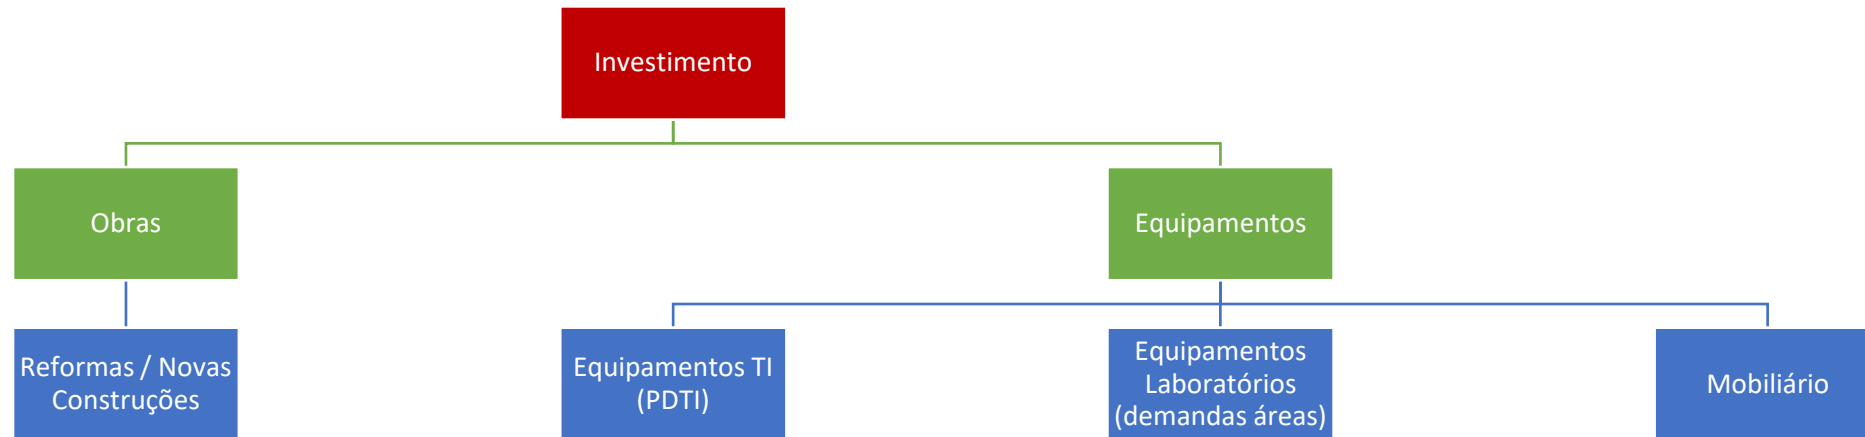 Investimento
Obras
Equipamentos
Reformas / Novas
Construções
Equipamentos TI
(PDTI)
Equipamentos
Laboratórios
(demandas áreas)
Mobiliário